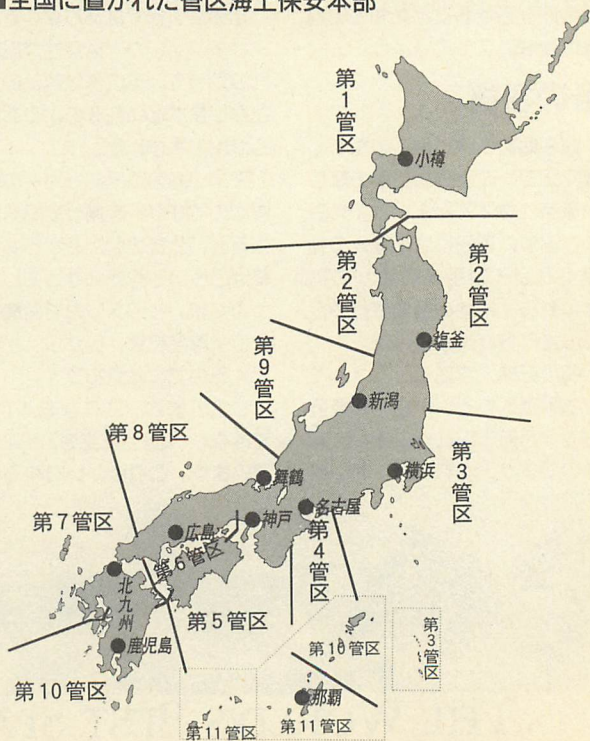 ■全国に置かれた管区海上保安本部
第1管区
小樽
第2管区
第2管区
塩釜
第9管区
新潟
第8管区
第3管区
舞鶴
横浜
名古屋
神戸
第7管区
広島
第4管区
第6管区
北九州
第5管区
鹿児島
第10管区
第3管区
第10管区
那覇
第11管区
第11管区